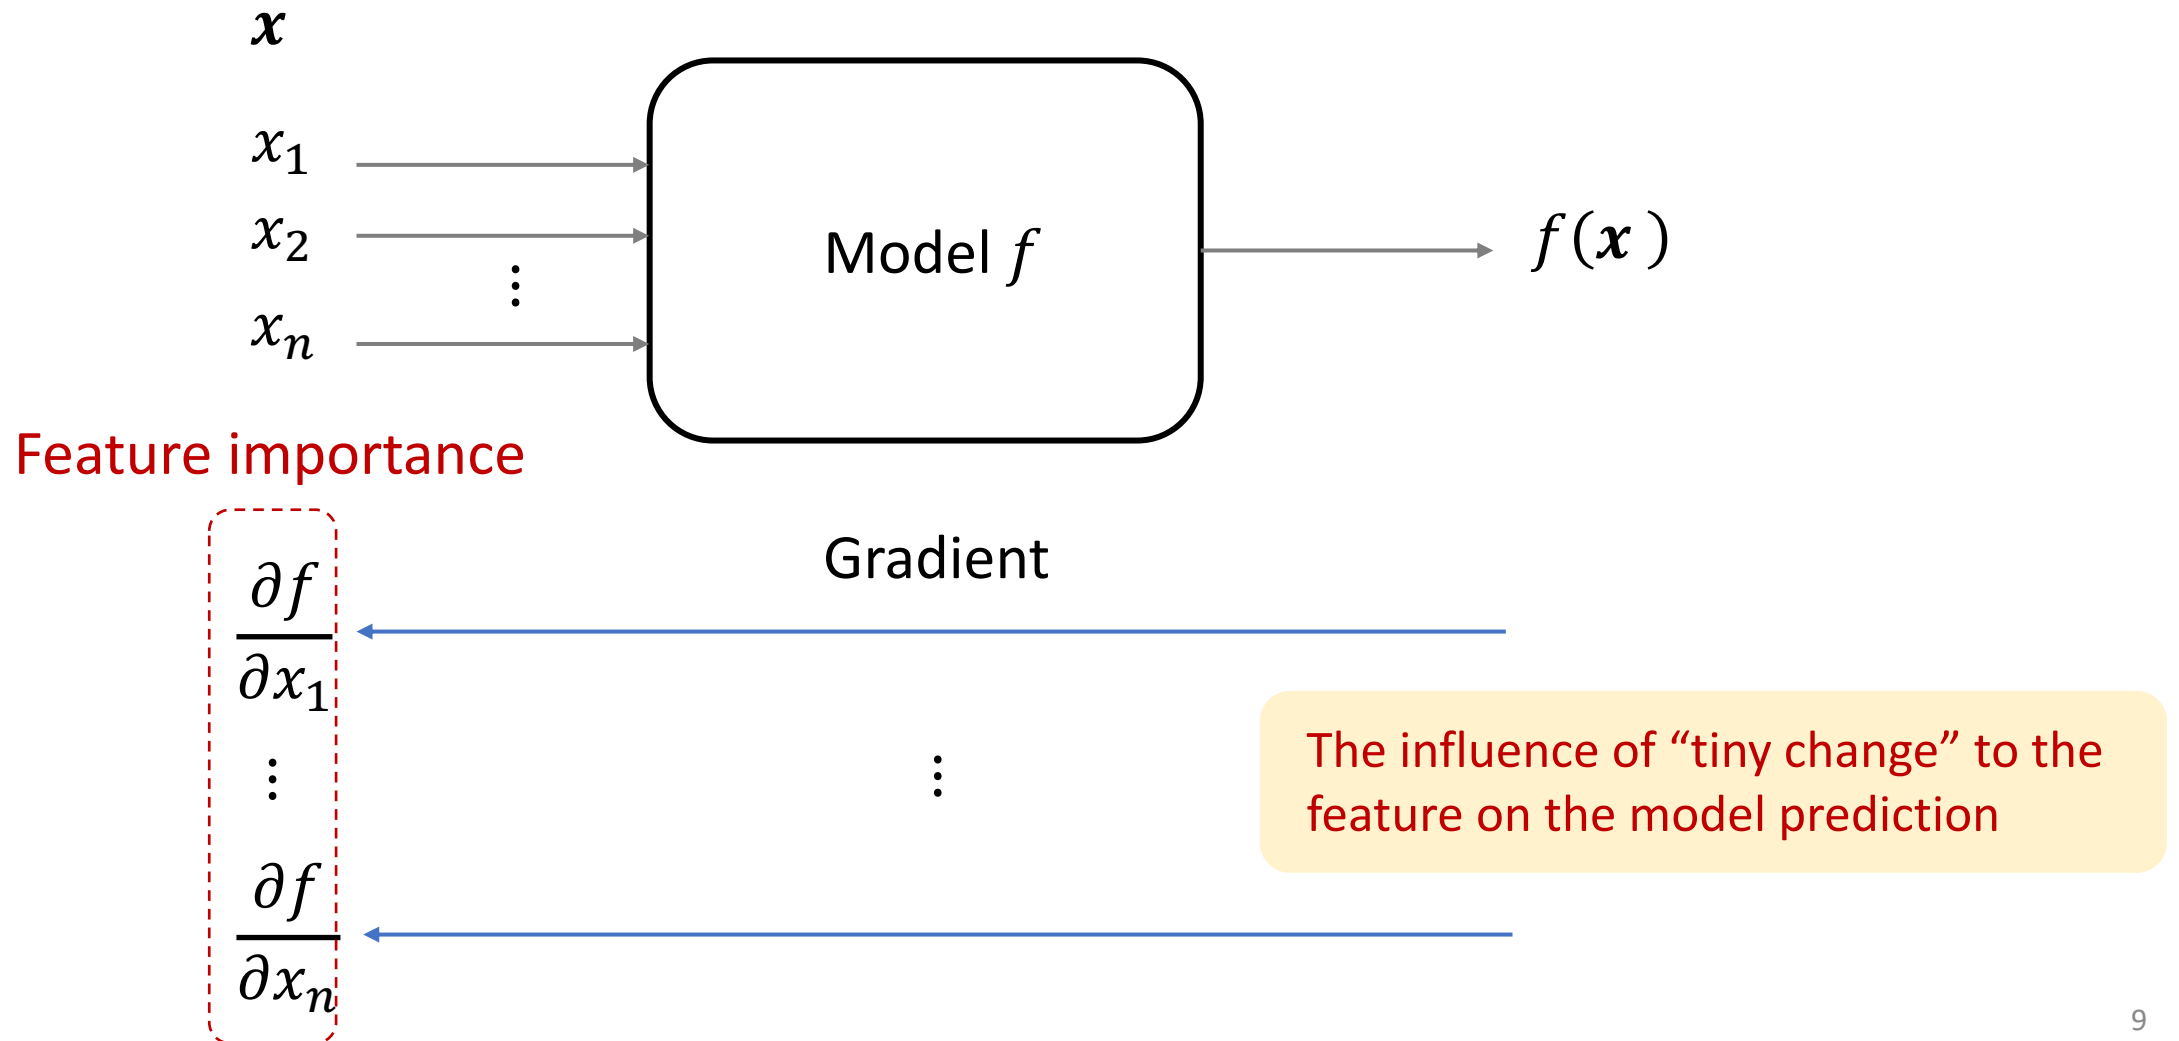 𝒙
x₁
x₂
⋮
xₙ
Model f
f(𝒙 )
Feature importance
Gradient
∂f
∂x₁
⋮
⋮
∂f
∂xₙ
The influence of “tiny change” to the
feature on the model prediction
9